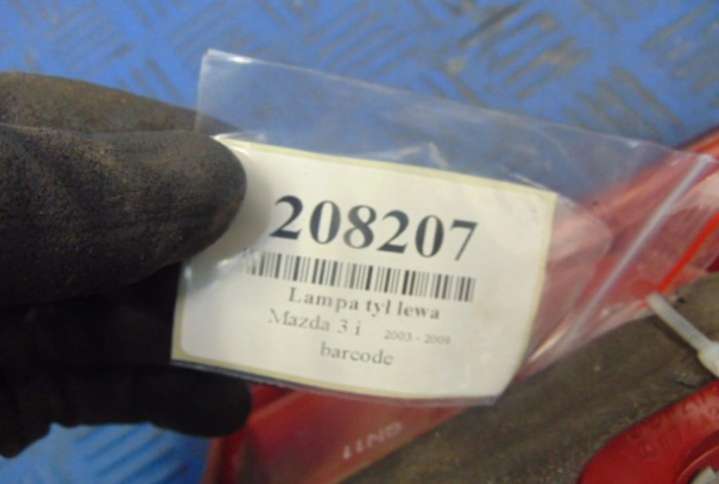 208207
Lampa tył lewa
Mazda 3 i 2003 - 2009
barcode